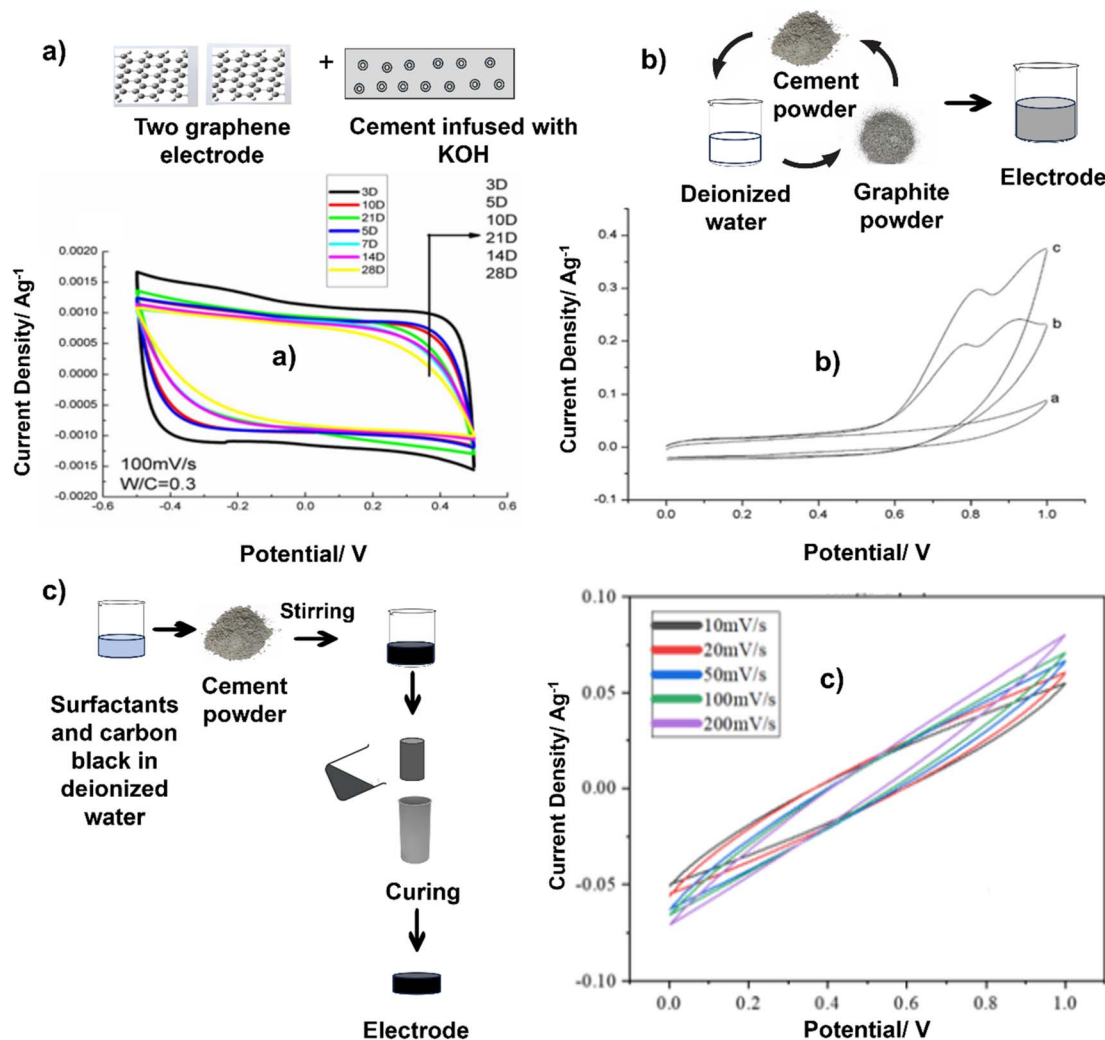 a)
+
Two graphene
electrode
Cement infused with
KOH
3D
10D
21D
5D
7D
14D
28D
3D
5D
10D
21D
14D
28D
Current Density/ Ag⁻¹
0.0020
0.0015
0.0010
0.0005
0.0000
-0.0005
-0.0010
-0.0015
-0.0020
a)
100mV/s
W/C=0.3
-0.6
-0.4
-0.2
0.0
0.2
0.4
0.6
Potential/ V
b)
Cement
powder
Deionized
water
Graphite
powder
Electrode
Current Density/ Ag⁻¹
0.4
0.3
0.2
0.1
0.0
-0.1
b)
c
b
a
0.0
0.2
0.4
0.6
0.8
1.0
Potential/ V
c)
Stirring
Surfactants
and carbon
black in
deionized
water
Cement
powder
Curing
Electrode
Current Density/ Ag⁻¹
0.10
0.05
0.00
-0.05
-0.10
10mV/s
20mV/s
50mV/s
100mV/s
200mV/s
c)
0.0
0.2
0.4
0.6
0.8
1.0
Potential/ V